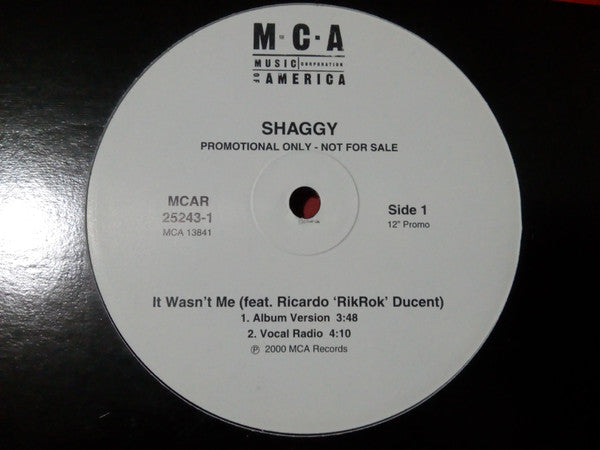 M·C·A
MUSIC CORPORATION
OF AMERICA
SHAGGY
PROMOTIONAL ONLY - NOT FOR SALE
MCAR
25243-1
MCA 13841
Side 1
12" Promo
It Wasn't Me (feat. Ricardo 'RikRok' Ducent)
1. Album Version 3:48
2. Vocal Radio 4:10
℗ 2000 MCA Records